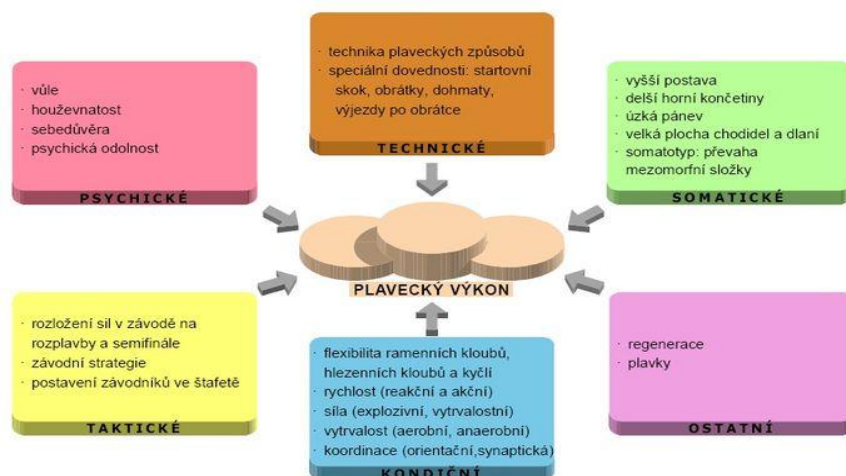 · vůle
· houževnatost
· sebedůvěra
· psychická odolnost
PSYCHICKÉ
· technika plaveckých způsobů
· speciální dovednosti: startovní
skok, obrátky, dohmaty,
výjezdy po obrátce
TECHNICKÉ
· vyšší postava
· delší horní končetiny
· úzká pánev
· velká plocha chodidel a dlaní
· somatotyp: převaha
mezomorfní složky
SOMATICKÉ
PLAVECKÝ VÝKON
· rozložení sil v závodě na
rozplavby a semifinále
· závodní strategie
· postavení závodníků ve štafetě
TAKTICKÉ
· flexibilita ramenních kloubů,
hlezenních kloubů a kyčlí
· rychlost (reakční a akční)
· síla (explozivní, vytrvalostní)
· vytrvalost (aerobní, anaerobní)
· koordinace (orientační,synaptická)
KONDIČNÍ
· regenerace
· plavky
OSTATNÍ